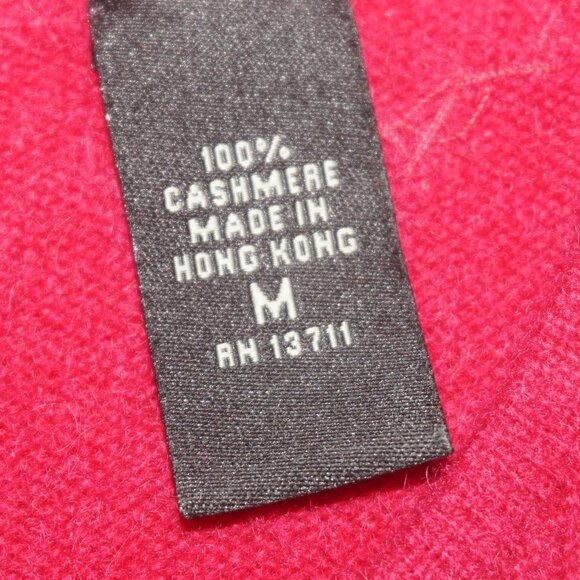 100%
CASHMERE
MADE IN
HONG KONG
M
RN 13711